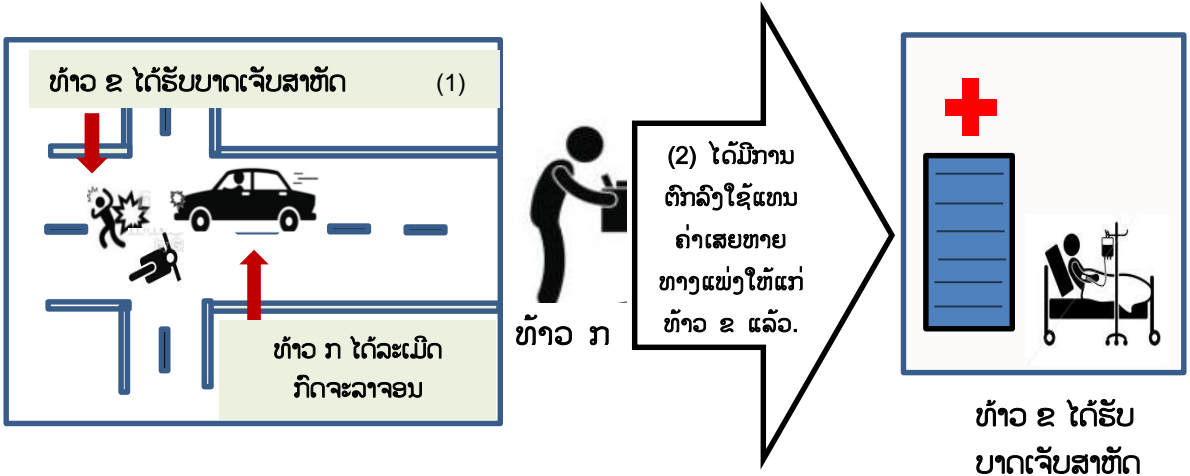 ທ້າວ ຂ ໄດ້ຮັບບາດເຈັບສາຫັດ (1)
ທ້າວ ກ ໄດ້ລະເມີດ
ກົດຈະລາຈອນ
ທ້າວ ກ
(2) ໄດ້ມີການ
ຕົກລົງໃຊ້ແທນ
ຄ່າເສຍຫາຍ
ທາງແພ່ງໃຫ້ແກ່
ທ້າວ ຂ ແລ້ວ.
ທ້າວ ຂ ໄດ້ຮັບ
ບາດເຈັບສາຫັດ